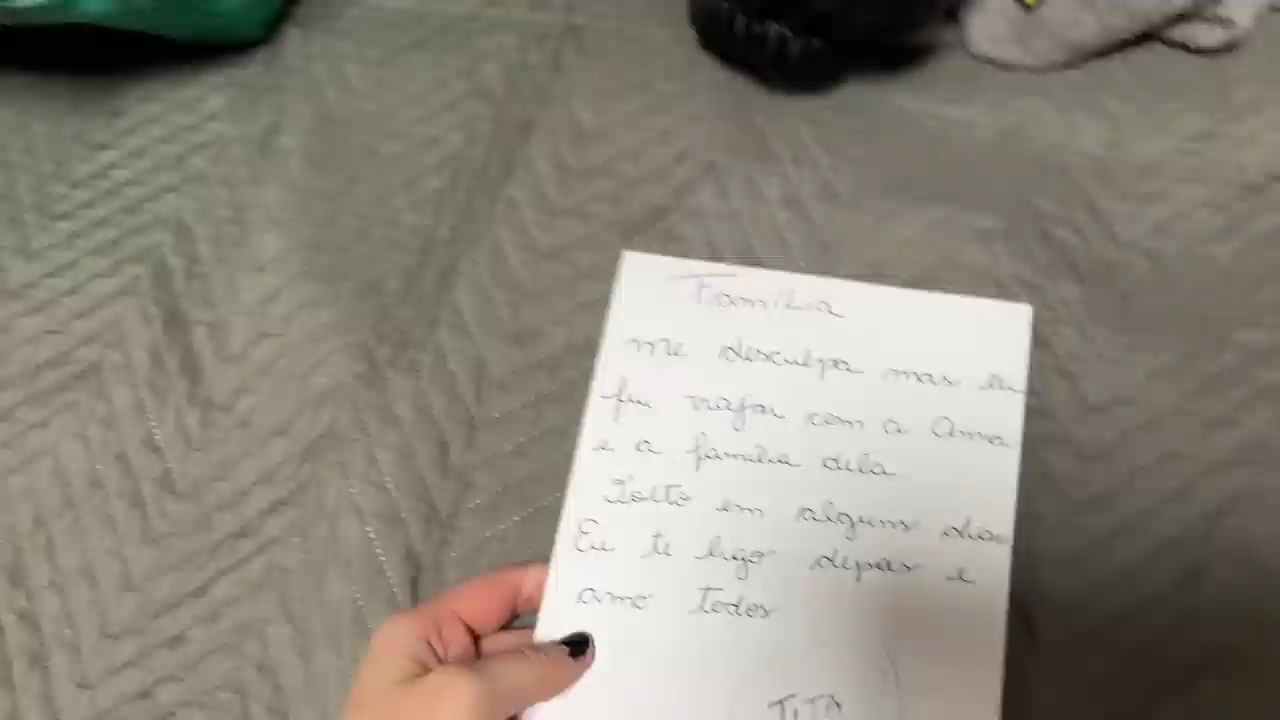 Família
me desculpa mas eu
fui viajar com a Anna
e a família dela
Volto em alguns dias
Eu te ligo depois e
amo todos
TITA